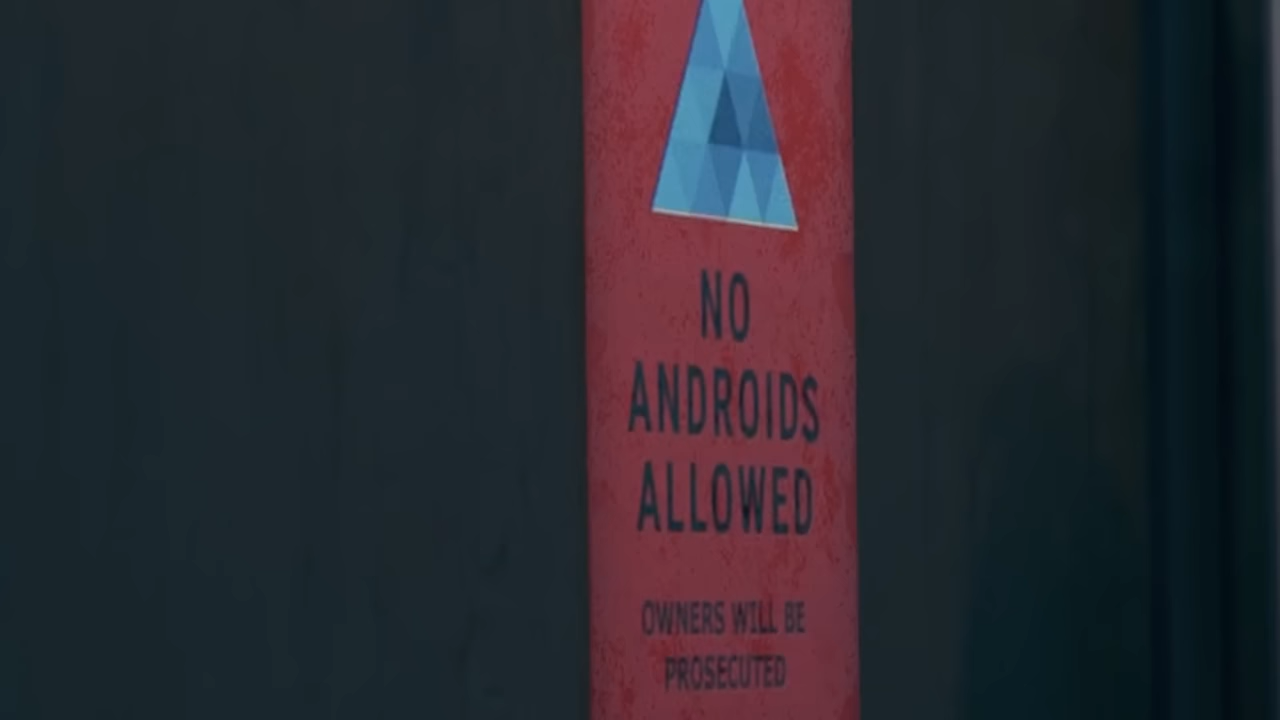 NO
ANDROIDS
ALLOWED
OWNERS WILL BE
PROSECUTED